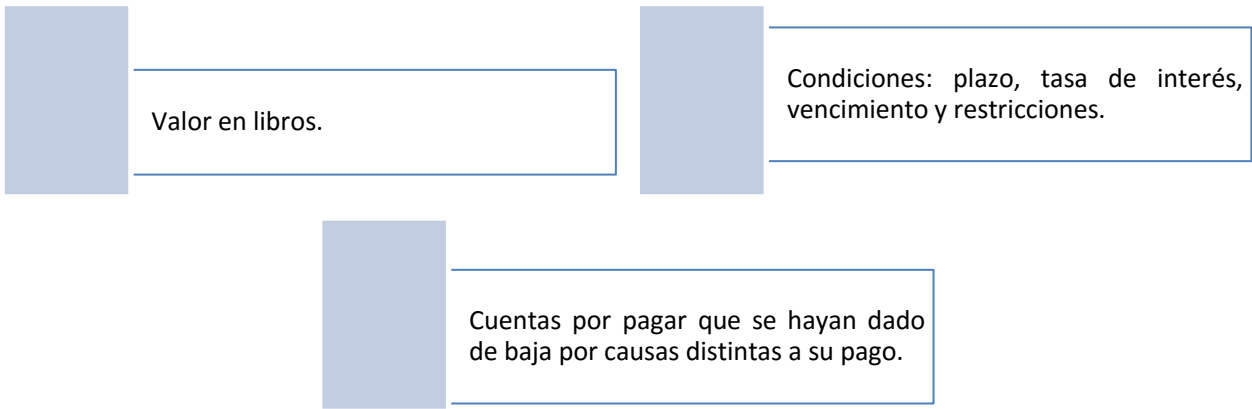 Valor en libros.
Condiciones: plazo, tasa de interés,
vencimiento y restricciones.
Cuentas por pagar que se hayan dado
de baja por causas distintas a su pago.